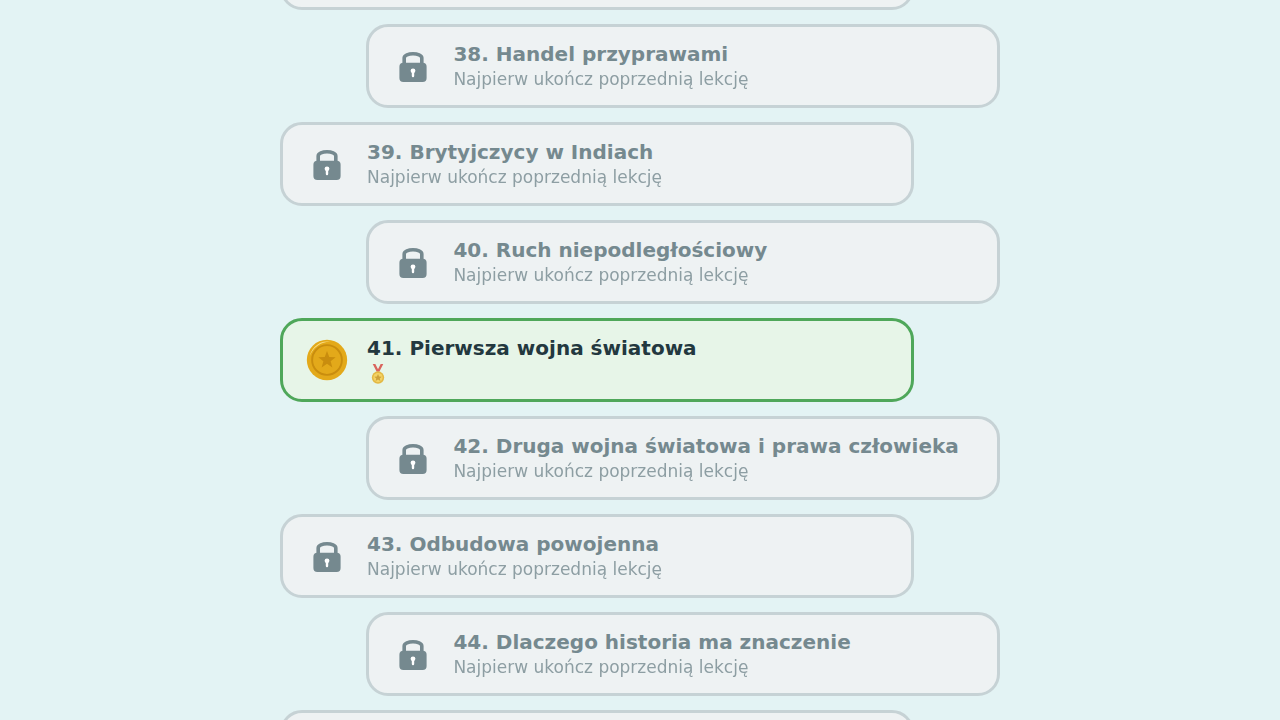 38. Handel przyprawami
Najpierw ukończ poprzednią lekcję
39. Brytyjczycy w Indiach
Najpierw ukończ poprzednią lekcję
40. Ruch niepodległościowy
Najpierw ukończ poprzednią lekcję
41. Pierwsza wojna światowa
42. Druga wojna światowa i prawa człowieka
Najpierw ukończ poprzednią lekcję
43. Odbudowa powojenna
Najpierw ukończ poprzednią lekcję
44. Dlaczego historia ma znaczenie
Najpierw ukończ poprzednią lekcję